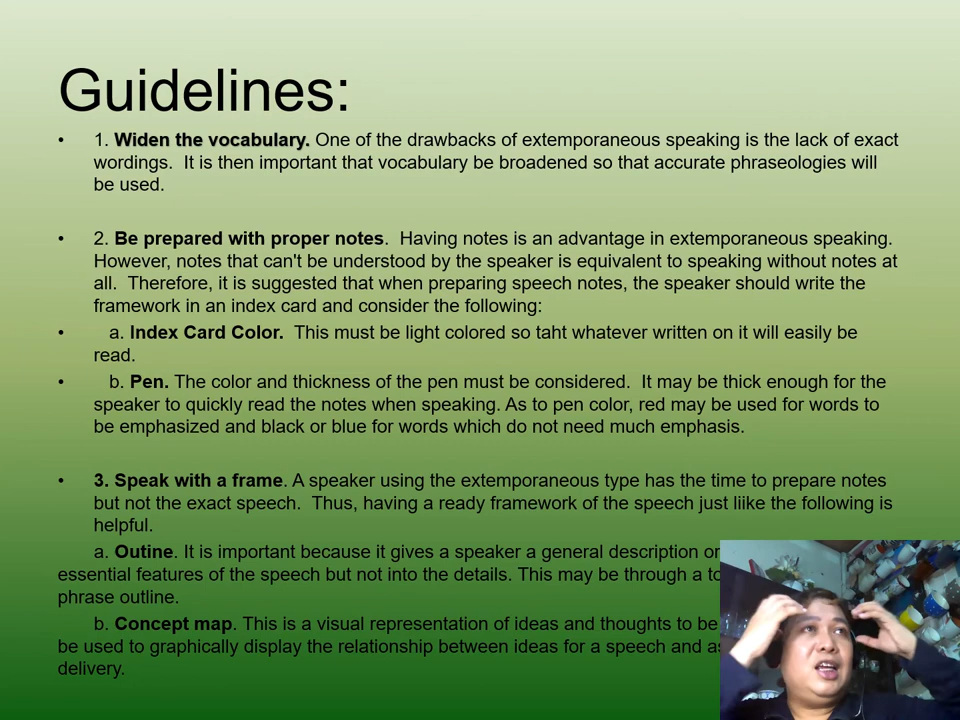 Guidelines:
• 1. Widen the vocabulary. One of the drawbacks of extemporaneous speaking is the lack of exact
wordings. It is then important that vocabulary be broadened so that accurate phraseologies will
be used.
• 2. Be prepared with proper notes. Having notes is an advantage in extemporaneous speaking.
However, notes that can't be understood by the speaker is equivalent to speaking without notes at
all. Therefore, it is suggested that when preparing speech notes, the speaker should write the
framework in an index card and consider the following:
• a. Index Card Color. This must be light colored so taht whatever written on it will easily be
read.
• b. Pen. The color and thickness of the pen must be considered. It may be thick enough for the
speaker to quickly read the notes when speaking. As to pen color, red may be used for words to
be emphasized and black or blue for words which do not need much emphasis.
• 3. Speak with a frame. A speaker using the extemporaneous type has the time to prepare notes
but not the exact speech. Thus, having a ready framework of the speech just liike the following is
helpful.
a. Outine. It is important because it gives a speaker a general description or
essential features of the speech but not into the details. This may be through a
phrase outline.
b. Concept map. This is a visual representation of ideas and thoughts to be
be used to graphically display the relationship between ideas for a speech and
delivery.